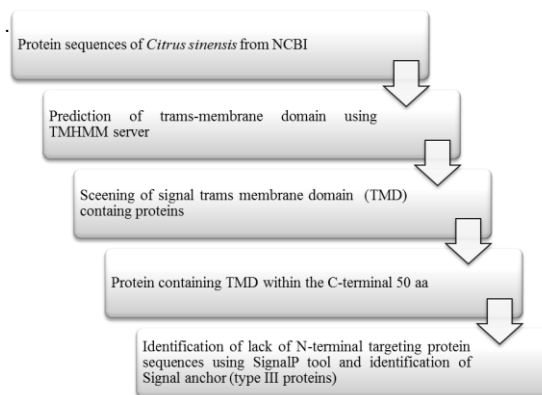 .
Protein sequences of Citrus sinensis from NCBI
Prediction of trams-membrane domain using
TMHMM server
Sceening of signal trams membrane domain (TMD)
containg proteins
Protein containing TMD within the C-terminal 50 aa
Identification of lack of N-terminal targeting protein
sequences using SignalP tool and identification of
Signal anchor (type III proteins)